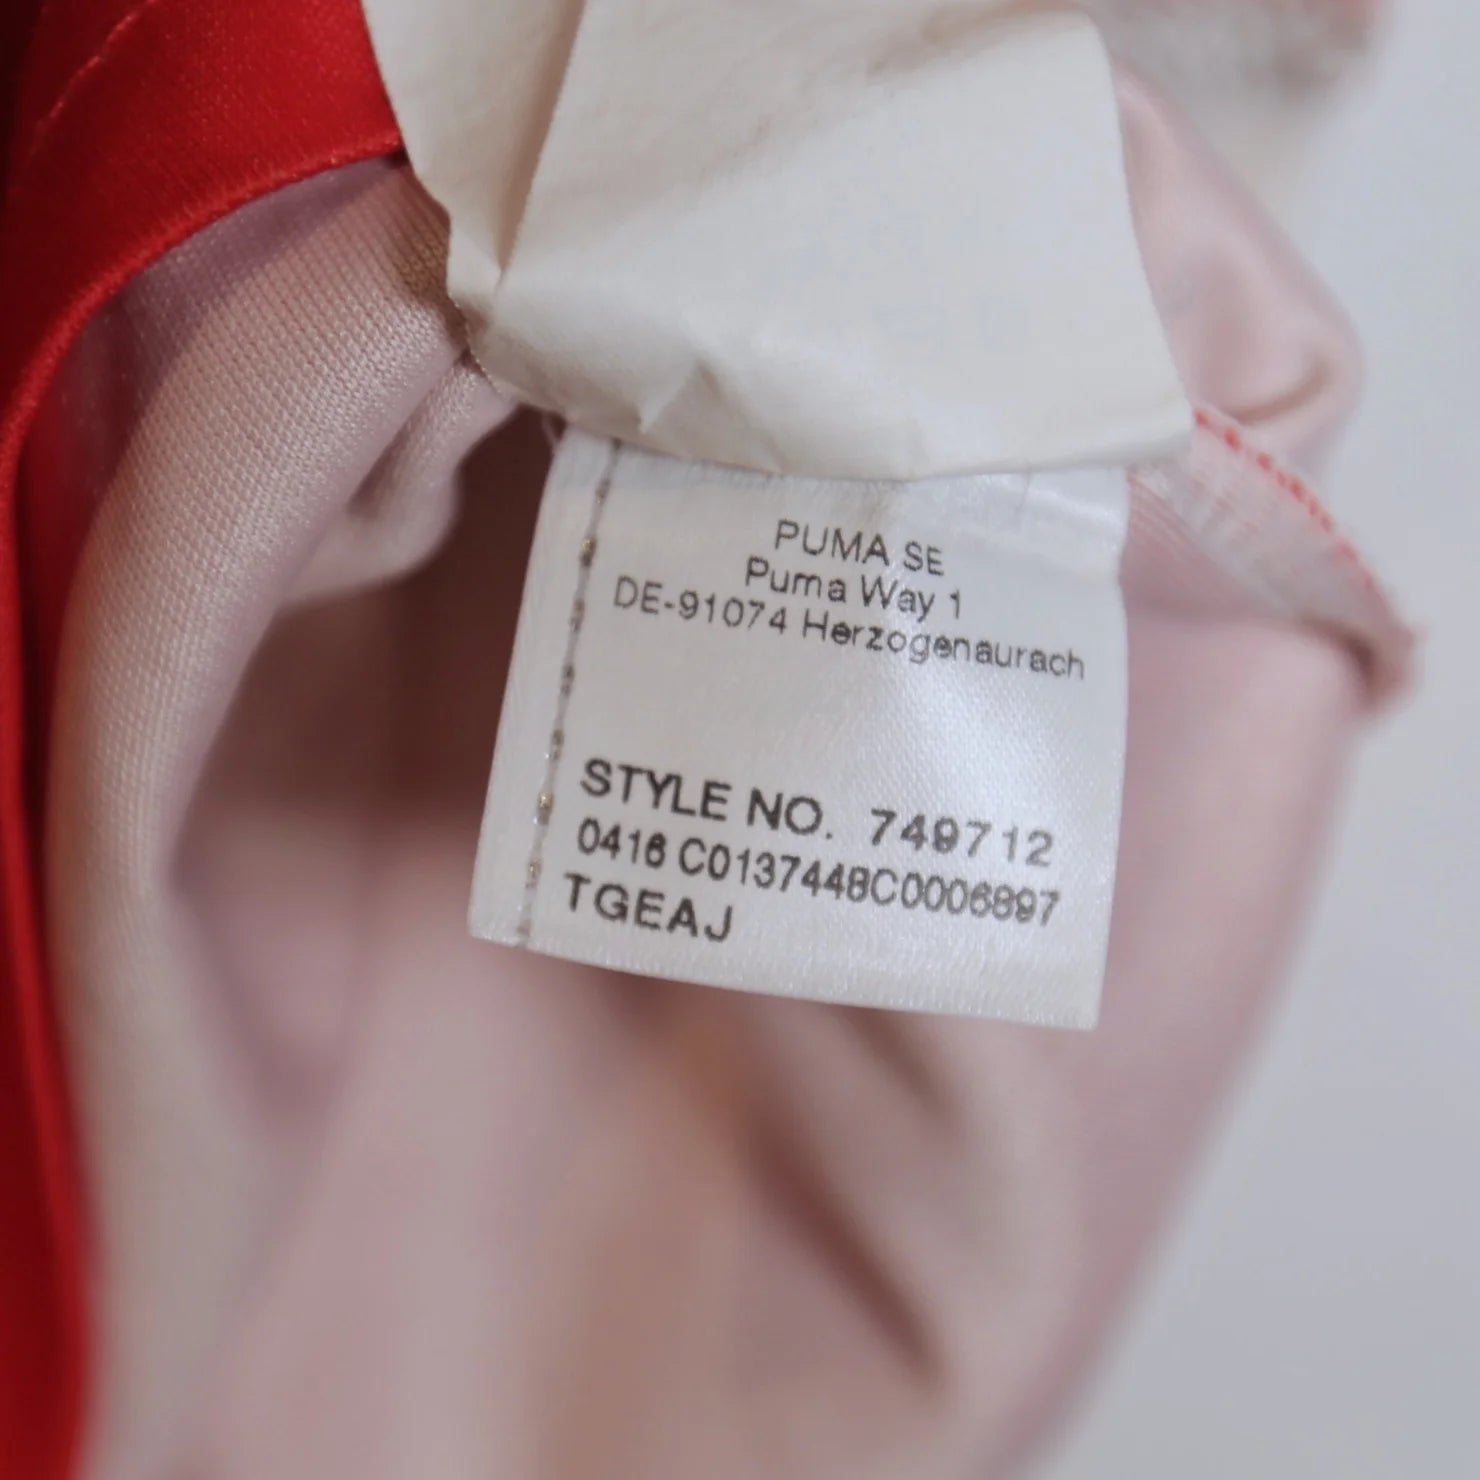 PUMA SE
Puma Way 1
DE-91074 Herzogenaurach
STYLE NO. 749712
0416 C0137448C0006897
TGEAJ